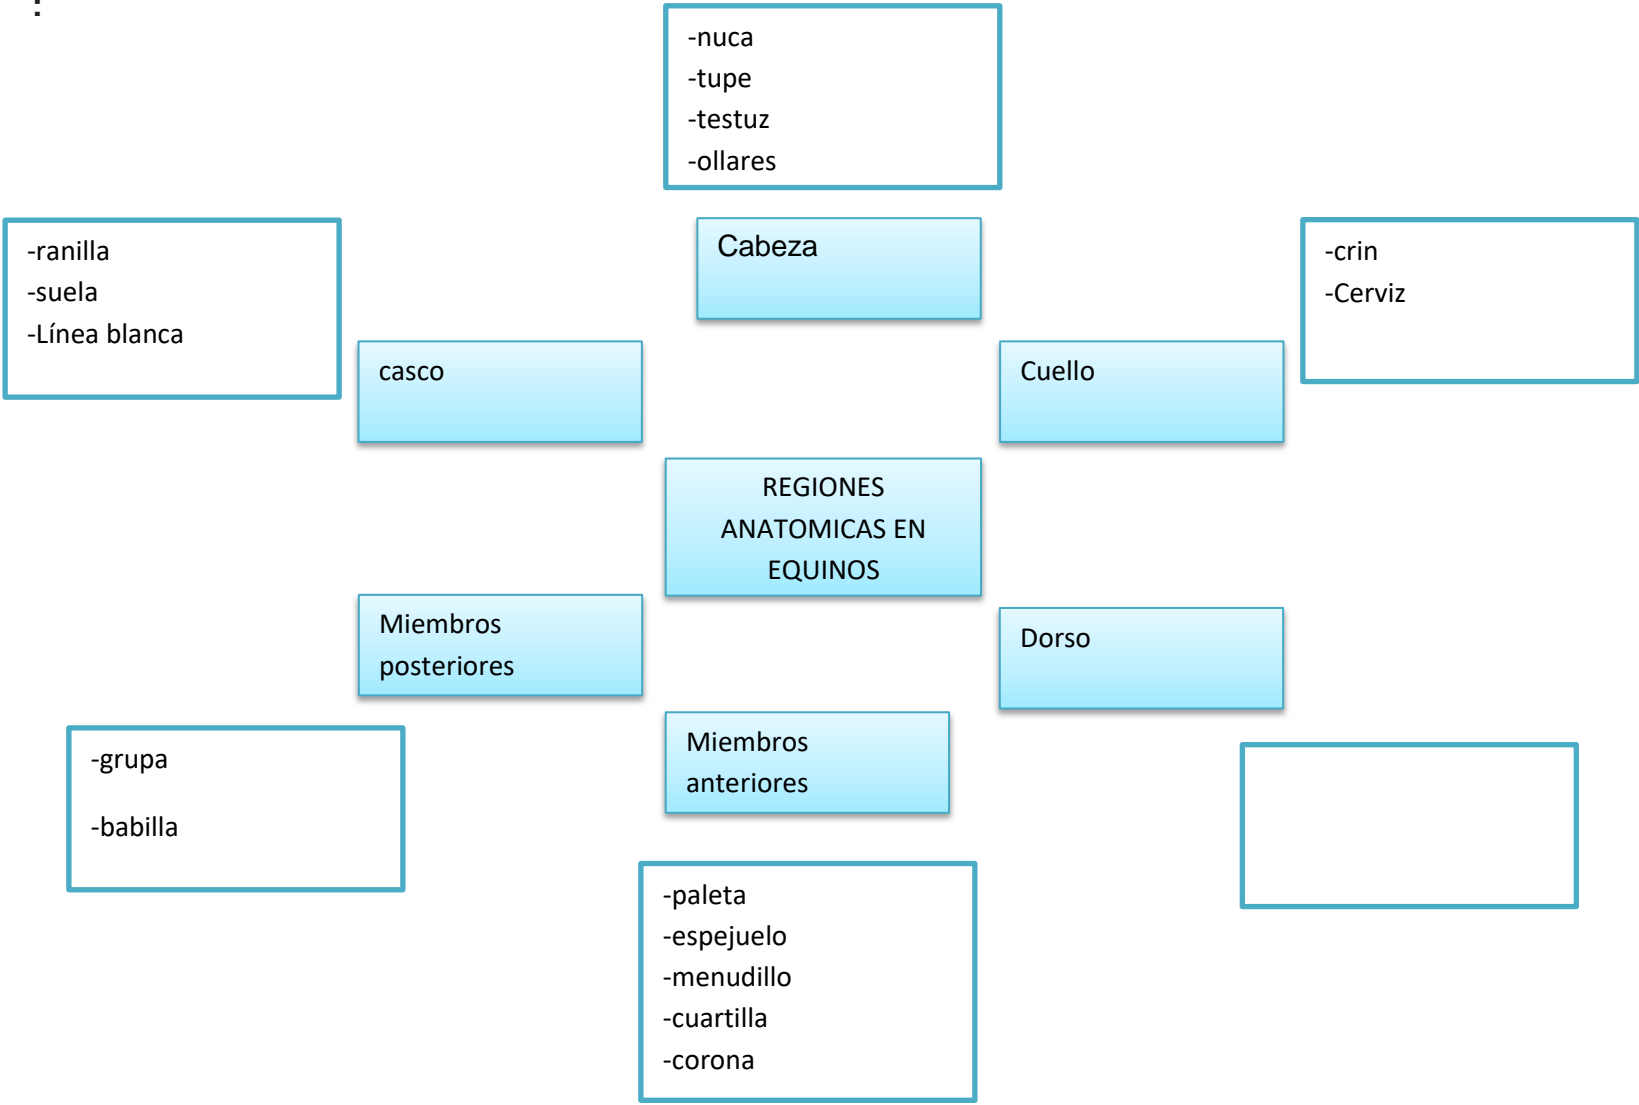 :
-nuca
-tupe
-testuz
-ollares
-ranilla
-suela
-Línea blanca
Cabeza
-crin
-Cerviz
casco
Cuello
REGIONES
ANATOMICAS EN
EQUINOS
Miembros
posteriores
Dorso
-grupa
-babilla
Miembros
anteriores
-paleta
-espejuelo
-menudillo
-cuartilla
-corona